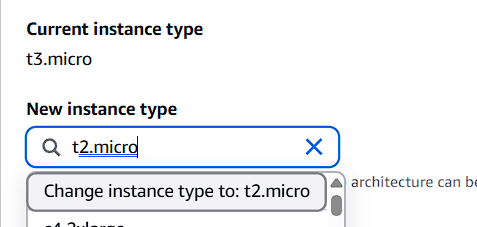 Current instance type
t3.micro
New instance type
t2.micro
architecture can be
Change instance type to: t2.micro